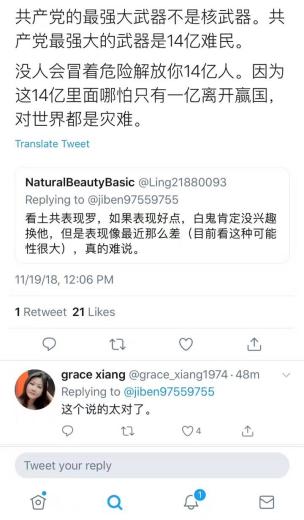 共产党的最强大武器不是核武器。共
产党最强大的武器是14亿难民。
没人会冒着危险解放你14亿人。因为
这14亿里面哪怕只有一亿离开赢国，
对世界都是灾难。
Translate Tweet
NaturalBeautyBasic @Ling21880093
Replying to @jiben97559755
看土共表现罗，如果表现好点，白鬼肯定没兴趣
换他，但是表现像最近那么差（目前看这种可能
性很大），真的难说。
11/19/18, 12:06 PM
1 Retweet 21 Likes
grace xiang @grace_xiang1974 · 48m
Replying to @jiben97559755
这个说的太对了。
4
Tweet your reply
1